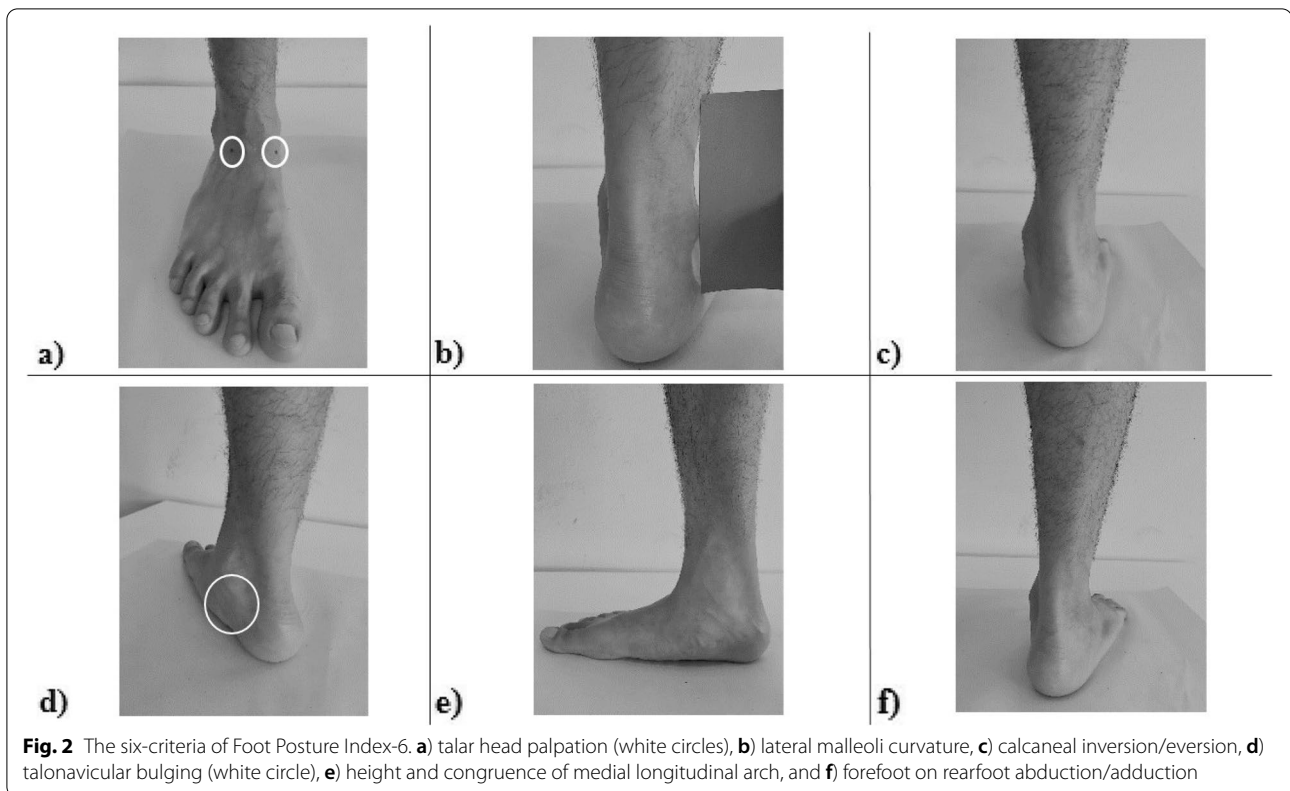 a)
b)
c)
d)
e)
f)
Fig. 2 The six-criteria of Foot Posture Index-6. a) talar head palpation (white circles), b) lateral malleoli curvature, c) calcaneal inversion/eversion, d)
talonavicular bulging (white circle), e) height and congruence of medial longitudinal arch, and f) forefoot on rearfoot abduction/adduction